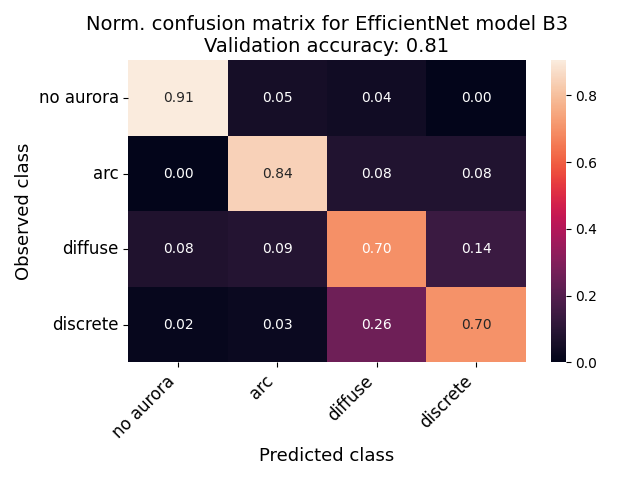 Norm. confusion matrix for EfficientNet model B3
Validation accuracy: 0.81
Observed class
no aurora 0.91 0.05 0.04 0.00
arc 0.00 0.84 0.08 0.08
diffuse 0.08 0.09 0.70 0.14
discrete 0.02 0.03 0.26 0.70
no aurora arc diffuse discrete
Predicted class
0.8
0.6
0.4
0.2
0.0